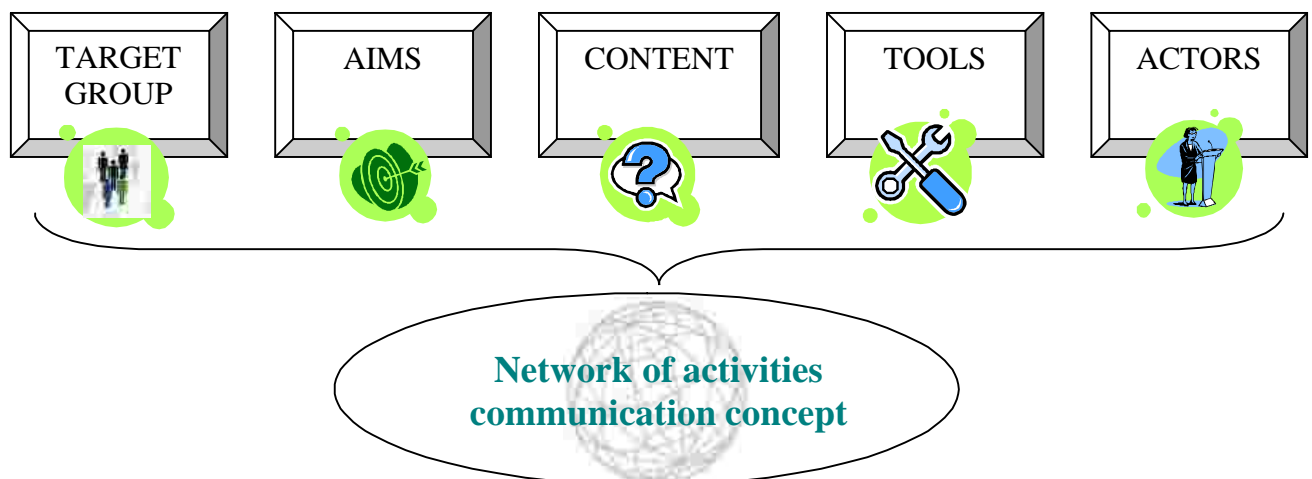 TARGET
GROUP
AIMS
CONTENT
TOOLS
ACTORS
Network of activities
communication concept